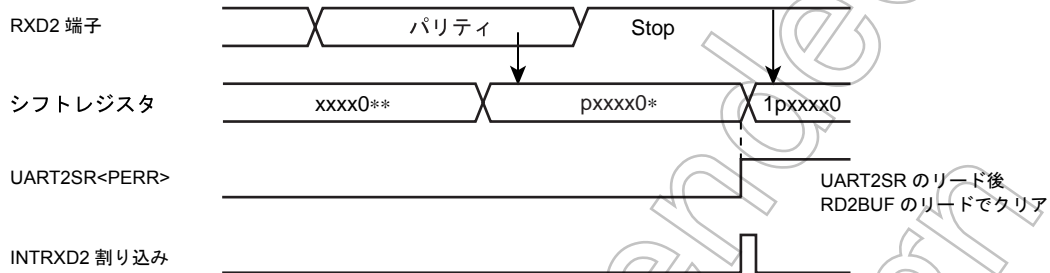 RXD2 端子 パリティ Stop
シフトレジスタ xxxx0** pxxxx0* 1pxxxx0
UART2SR<PERR>
UART2SR のリード後
RD2BUF のリードでクリア
INTRXD2 割り込み